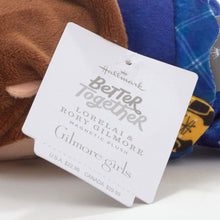 Hallmark
BETTER
Together
LORELAI &
RORY GILMORE
MAGNETIC PLUSH
Gilmore girls